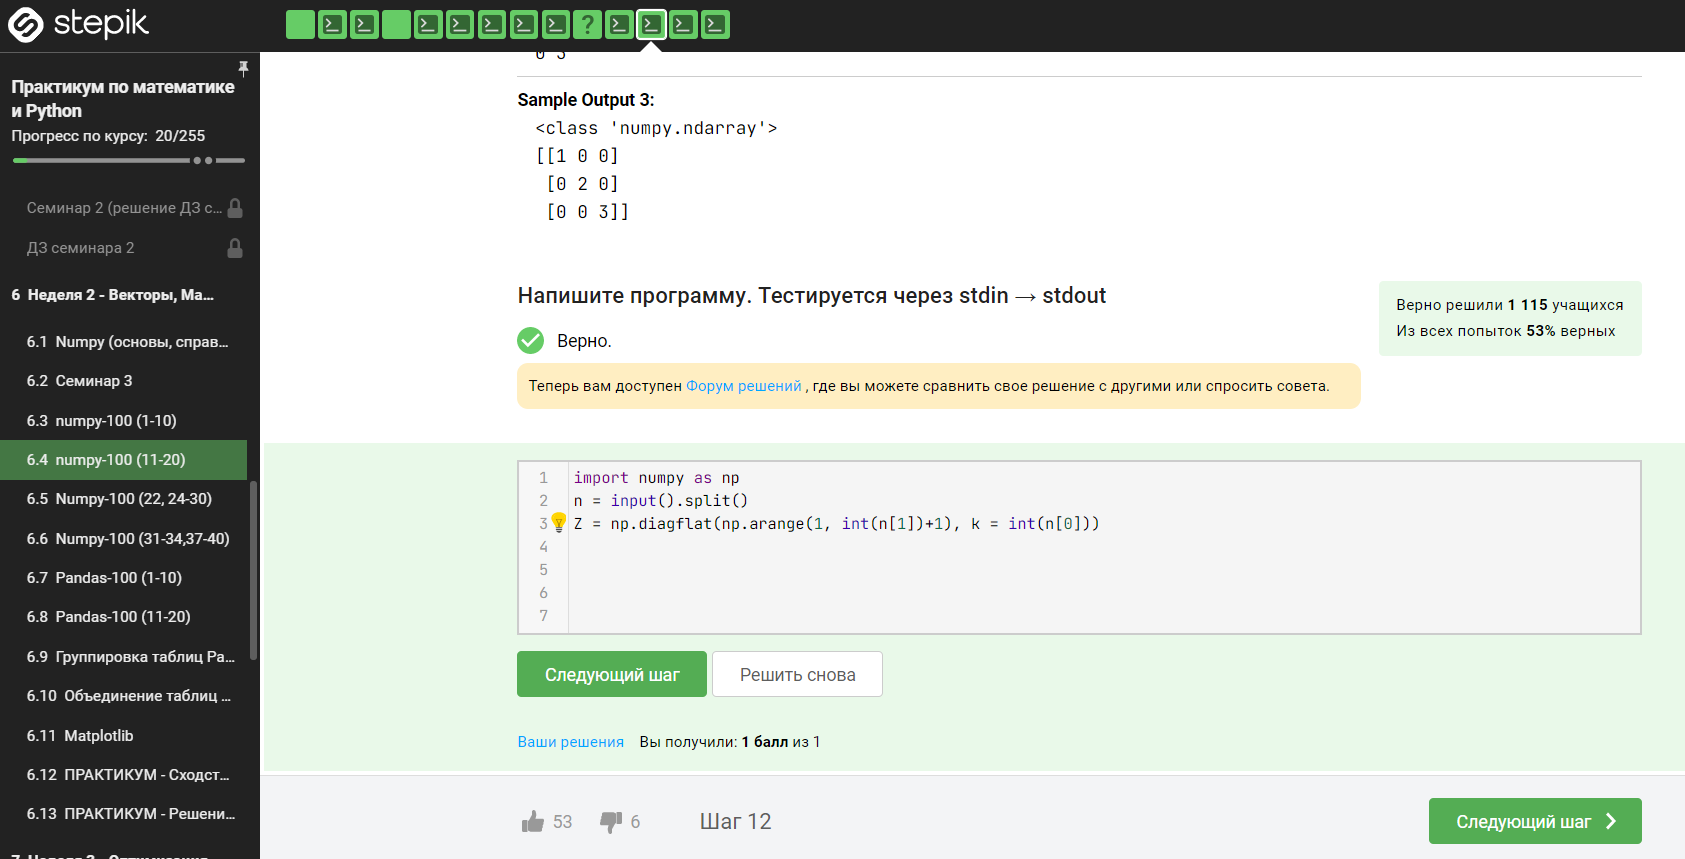 stepik
Практикум по математике
и Python
Прогресс по курсу: 20/255
Семинар 2 (решение ДЗ с...
ДЗ семинара 2
6 Неделя 2 - Векторы, Ма...
6.1 Numpy (основы, справ...
6.2 Семинар 3
6.3 numpy-100 (1-10)
6.4 numpy-100 (11-20)
6.5 Numpy-100 (22, 24-30)
6.6 Numpy-100 (31-34,37-40)
6.7 Pandas-100 (1-10)
6.8 Pandas-100 (11-20)
6.9 Группировка таблиц Pa...
6.10 Объединение таблиц ...
6.11 Matplotlib
6.12 ПРАКТИКУМ - Сходст...
6.13 ПРАКТИКУМ - Решени...
?
0 3
Sample Output 3:
<class 'numpy.ndarray'>
[[1 0 0]
[0 2 0]
[0 0 3]]
Напишите программу. Тестируется через stdin → stdout
Верно решили 1 115 учащихся
Из всех попыток 53% верных
Верно.
Теперь вам доступен Форум решений , где вы можете сравнить свое решение с другими или спросить совета.
1 import numpy as np
2 n = input().split()
3 Z = np.diagflat(np.arange(1, int(n[1])+1), k = int(n[0]))
4
5
6
7
Следующий шаг
Решить снова
Ваши решения Вы получили: 1 балл из 1
53 6 Шаг 12
Следующий шаг